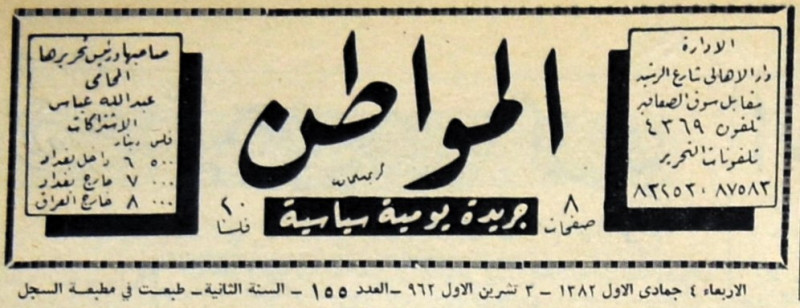 الادارة
دار الاهالي شارع الرشيد
مقابل سوق الصفافير
تلفون ٤٣٦٩
تلفونات التحرير
٨٧٥٨٣ ٨٢٤٥٣٠
المواطن
٨ صفحات
جريدة يومية سياسية
٢٠ فلسا
صاحبها ورئيس تحريرها
المحامي
عبدالله عباس
الاشتراكات
فلس دينار
٥٠٠ ٦ داخل بغداد
٠٠٠ ٧ خارج بغداد
٠٠٠ ٨ خارج العراق
الاربعاء ٤ جمادى الاول ١٣٨٢ – ٣ تشرين الاول ٩٦٢ – العدد ١٥٥ – السنة الثانية – طبعت في مطبعة السجل